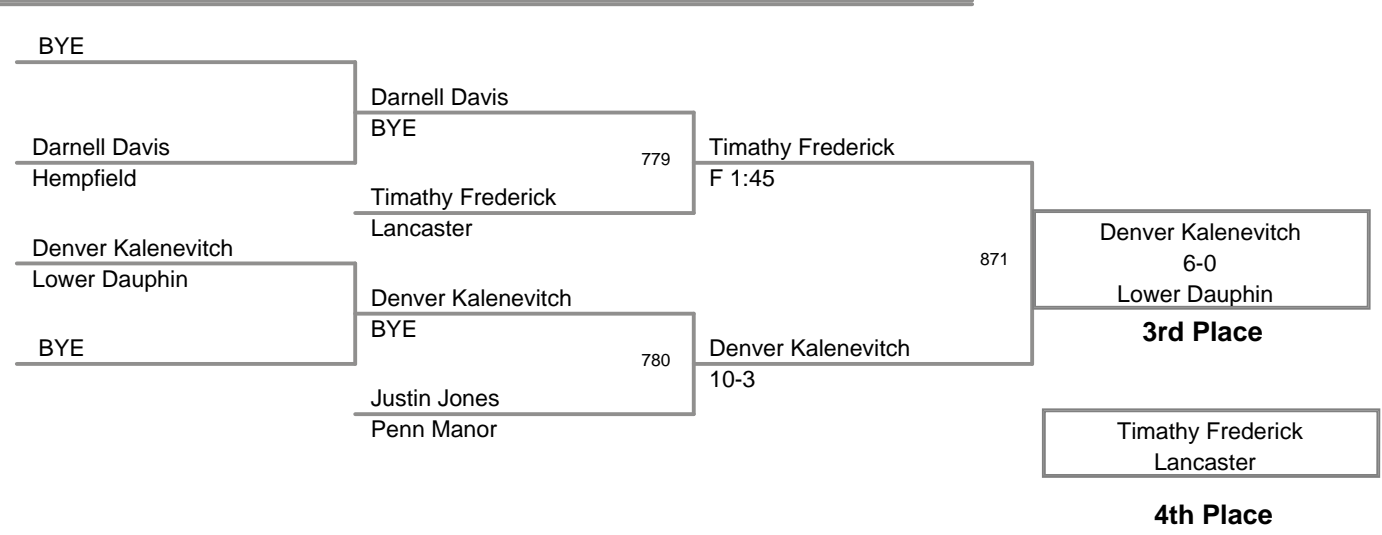 BYE
Darnell Davis
Hempfield
Denver Kalenevitch
Lower Dauphin
BYE
Darnell Davis
BYE
779
Timathy Frederick
Lancaster
Denver Kalenevitch
BYE
780
Justin Jones
Penn Manor
Timathy Frederick
F 1:45
871
Denver Kalenevitch
10-3
Denver Kalenevitch
6-0
Lower Dauphin
3rd Place
Timathy Frederick
Lancaster
4th Place